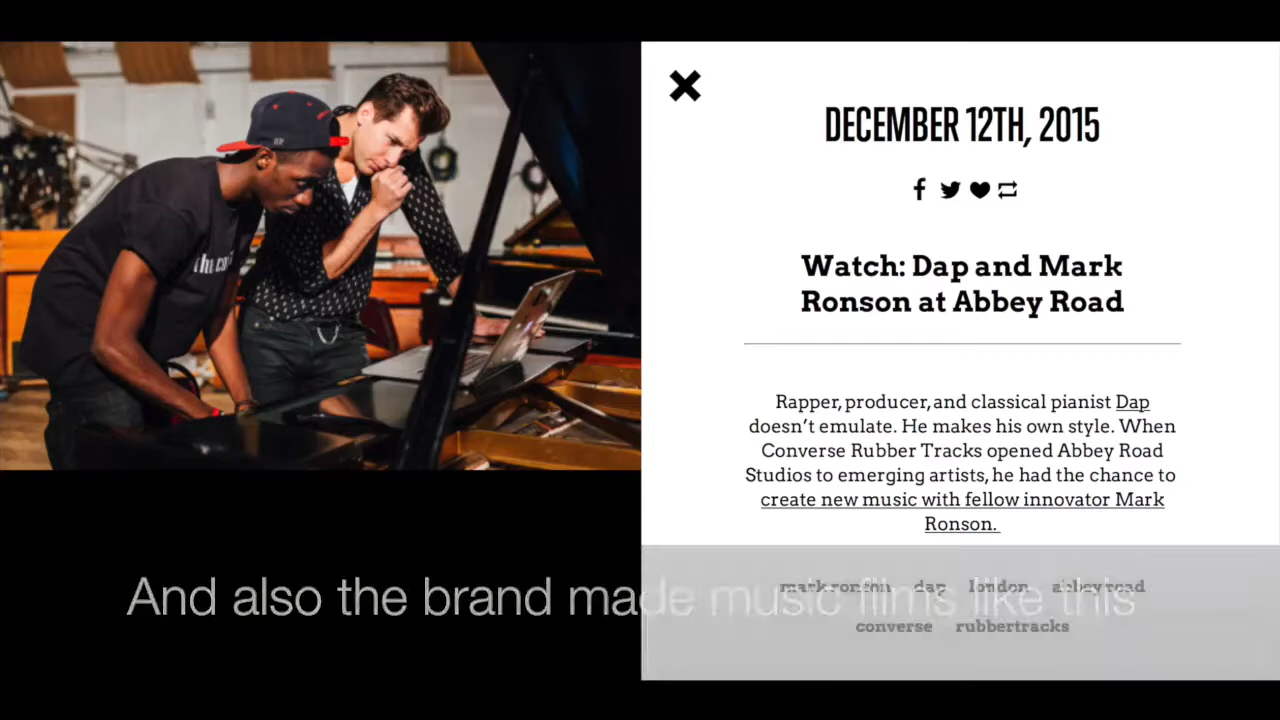 DECEMBER 12TH, 2015
Watch: Dap and Mark
Ronson at Abbey Road
Rapper, producer, and classical pianist Dap
doesn’t emulate. He makes his own style. When
Converse Rubber Tracks opened Abbey Road
Studios to emerging artists, he had the chance to
create new music with fellow innovator Mark
Ronson.
mark ronson dap london abbey road
And also the brand made music films like this
converse rubbertracks